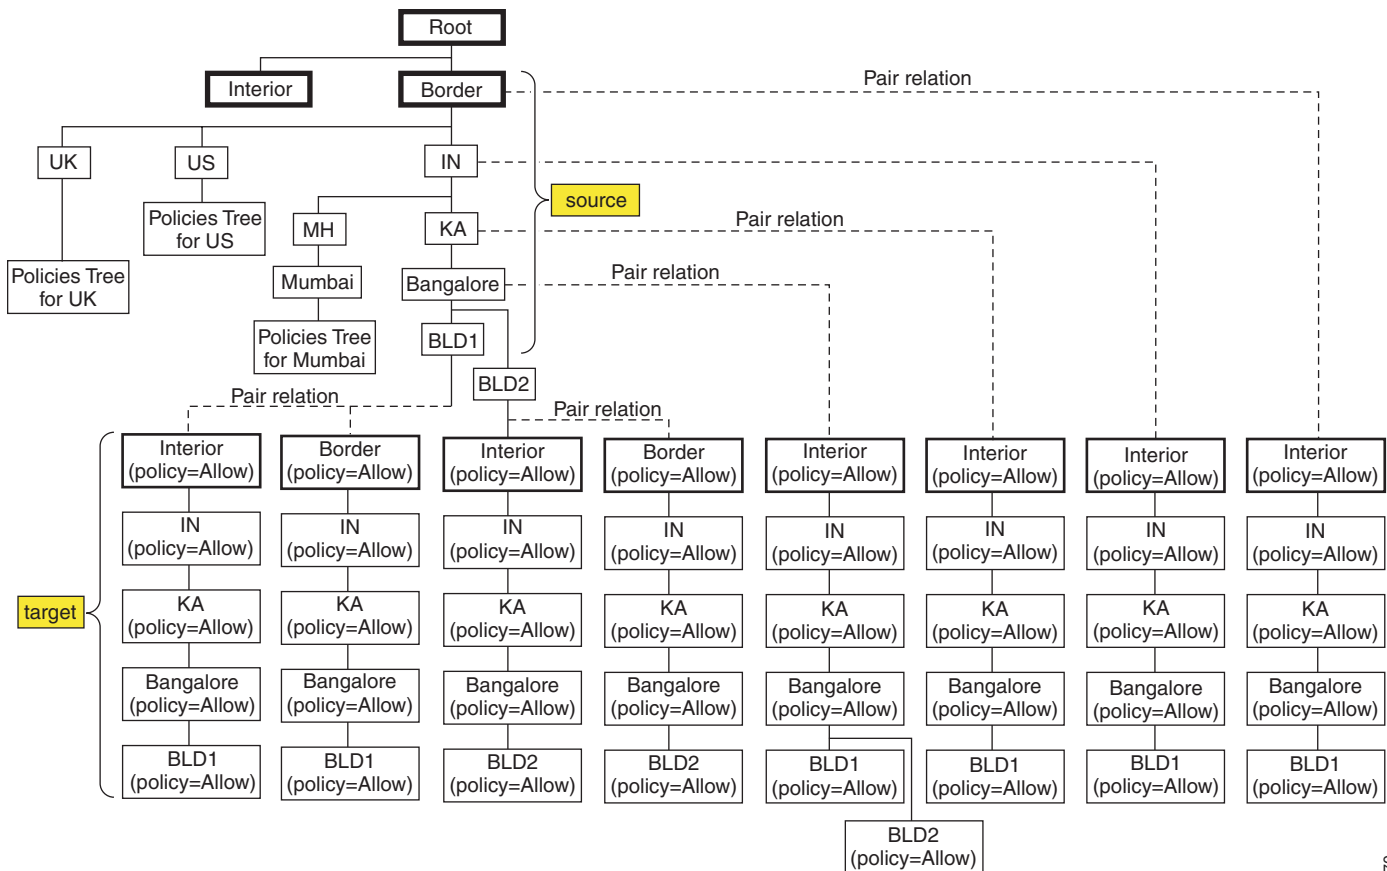 Root
Interior
Border
Pair relation
UK
US
IN
source
Policies Tree
for US
MH
KA
Pair relation
Policies Tree
for UK
Mumbai
Bangalore
Pair relation
Policies Tree
for Mumbai
BLD1
BLD2
Pair relation
Pair relation
target
Interior
(policy=Allow)
Border
(policy=Allow)
Interior
(policy=Allow)
Border
(policy=Allow)
Interior
(policy=Allow)
Interior
(policy=Allow)
Interior
(policy=Allow)
Interior
(policy=Allow)
IN
(policy=Allow)
IN
(policy=Allow)
IN
(policy=Allow)
IN
(policy=Allow)
IN
(policy=Allow)
IN
(policy=Allow)
IN
(policy=Allow)
IN
(policy=Allow)
KA
(policy=Allow)
KA
(policy=Allow)
KA
(policy=Allow)
KA
(policy=Allow)
KA
(policy=Allow)
KA
(policy=Allow)
KA
(policy=Allow)
KA
(policy=Allow)
Bangalore
(policy=Allow)
Bangalore
(policy=Allow)
Bangalore
(policy=Allow)
Bangalore
(policy=Allow)
Bangalore
(policy=Allow)
Bangalore
(policy=Allow)
Bangalore
(policy=Allow)
Bangalore
(policy=Allow)
BLD1
(policy=Allow)
BLD1
(policy=Allow)
BLD2
(policy=Allow)
BLD2
(policy=Allow)
BLD1
(policy=Allow)
BLD1
(policy=Allow)
BLD1
(policy=Allow)
BLD1
(policy=Allow)
BLD2
(policy=Allow)